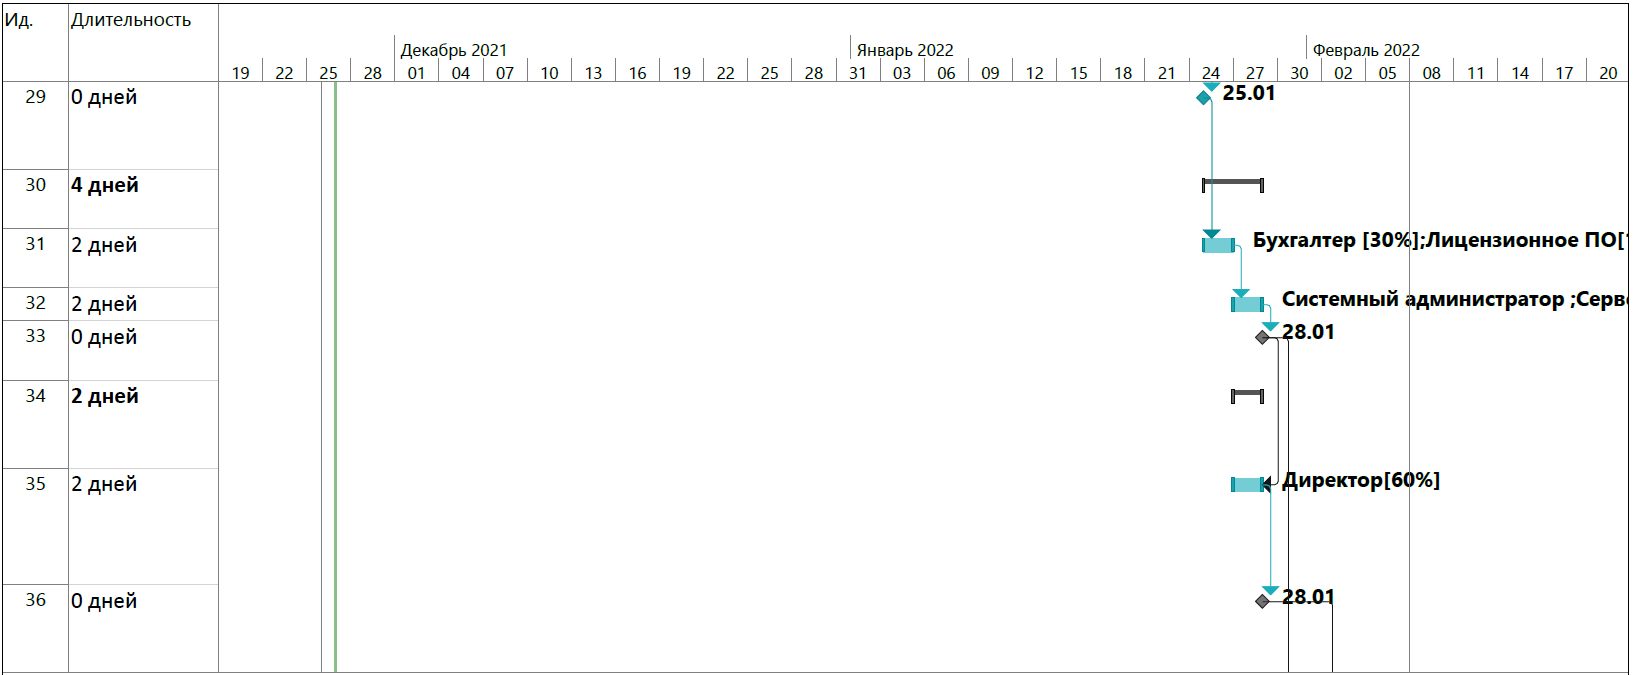 Ид. Длительность
Декабрь 2021 Январь 2022 Февраль 2022
19 22 25 28 01 04 07 10 13 16 19 22 25 28 31 03 06 09 12 15 18 21 24 27 30 02 05 08 11 14 17 20
29 0 дней 25.01
30 4 дней
31 2 дней Бухгалтер [30%];Лицензионное ПО[
32 2 дней Системный администратор ;Серв
33 0 дней 28.01
34 2 дней
35 2 дней Директор[60%]
36 0 дней 28.01